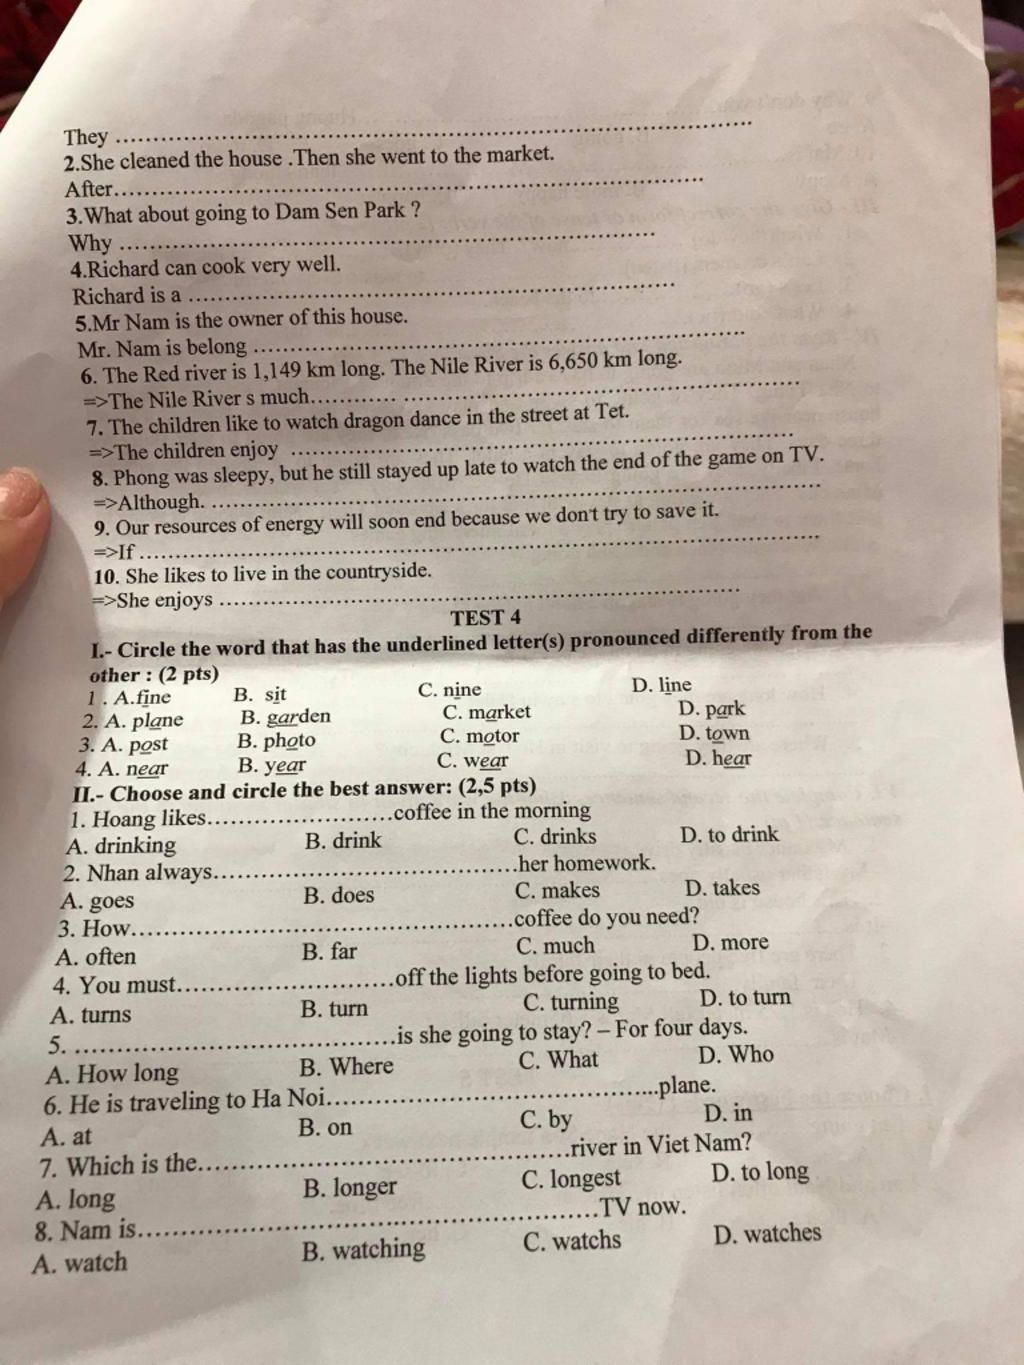 They ........................................................................
2.She cleaned the house .Then she went to the market.
After........................................................................
3.What about going to Dam Sen Park ?
Why ........................................................................
4.Richard can cook very well.
Richard is a ........................................................................
5.Mr Nam is the owner of this house.
Mr. Nam is belong ........................................................................
6. The Red river is 1,149 km long. The Nile River is 6,650 km long.
=>The Nile River s much............ ............................................................
7. The children like to watch dragon dance in the street at Tet.
=>The children enjoy ........................................................................
8. Phong was sleepy, but he still stayed up late to watch the end of the game on TV.
=>Although. ........................................................................
9. Our resources of energy will soon end because we don't try to save it.
=>If ........................................................................
10. She likes to live in the countryside.
=>She enjoys ........................................................................
TEST 4
I.- Circle the word that has the underlined letter(s) pronounced differently from the
other : (2 pts)
1 . A.fine B. sit C. nine D. line
2. A. plane B. garden C. market D. park
3. A. post B. photo C. motor D. town
4. A. near B. year C. wear D. hear
II.- Choose and circle the best answer: (2,5 pts)
1. Hoang likes........................coffee in the morning
A. drinking B. drink C. drinks D. to drink
2. Nhan always.......................................her homework.
A. goes B. does C. makes D. takes
3. How.................................................coffee do you need?
A. often B. far C. much D. more
4. You must............................off the lights before going to bed.
A. turns B. turn C. turning D. to turn
5. .........................................is she going to stay? – For four days.
A. How long B. Where C. What D. Who
6. He is traveling to Ha Noi..........................................plane.
A. at B. on C. by D. in
7. Which is the...............................................river in Viet Nam?
A. long B. longer C. longest D. to long
8. Nam is..........................................................TV now.
A. watch B. watching C. watchs D. watches